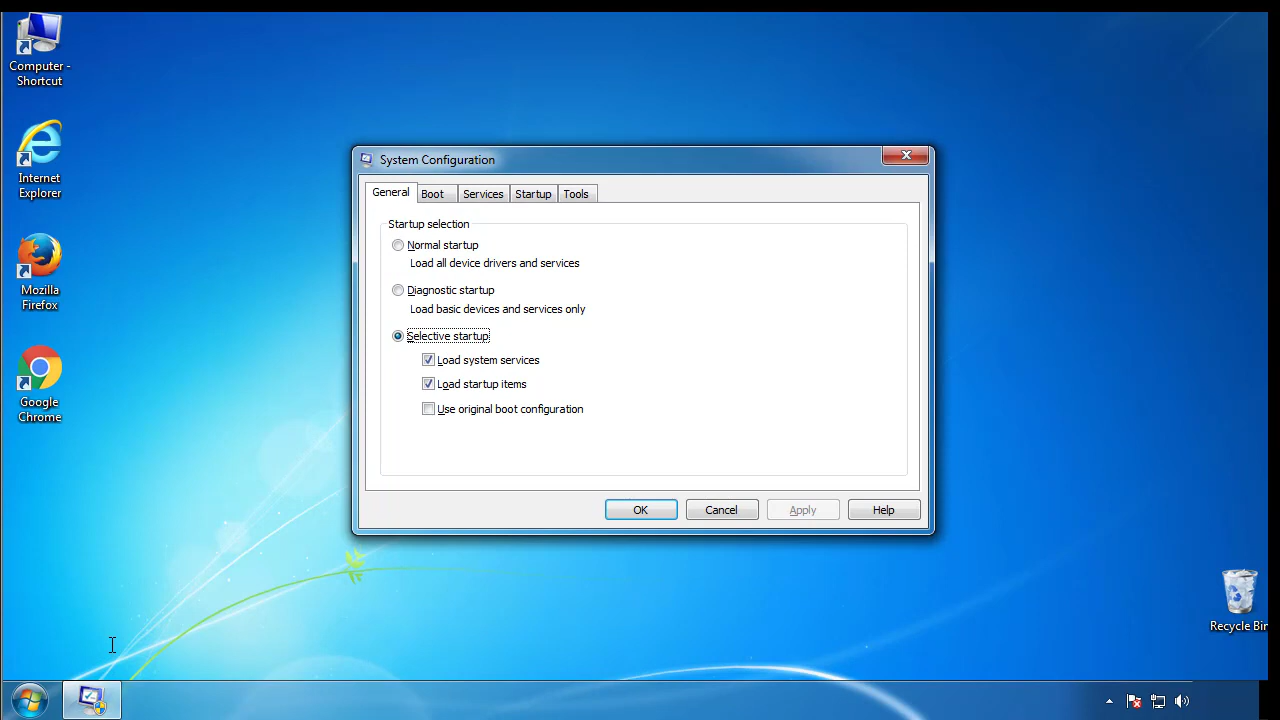 Computer -
Shortcut
Internet
Explorer
Mozilla
Firefox
Google
Chrome
System Configuration
General Boot Services Startup Tools
Startup selection
Normal startup
Load all device drivers and services
Diagnostic startup
Load basic devices and services only
Selective startup
Load system services
Load startup items
Use original boot configuration
OK Cancel Apply Help
Recycle Bin